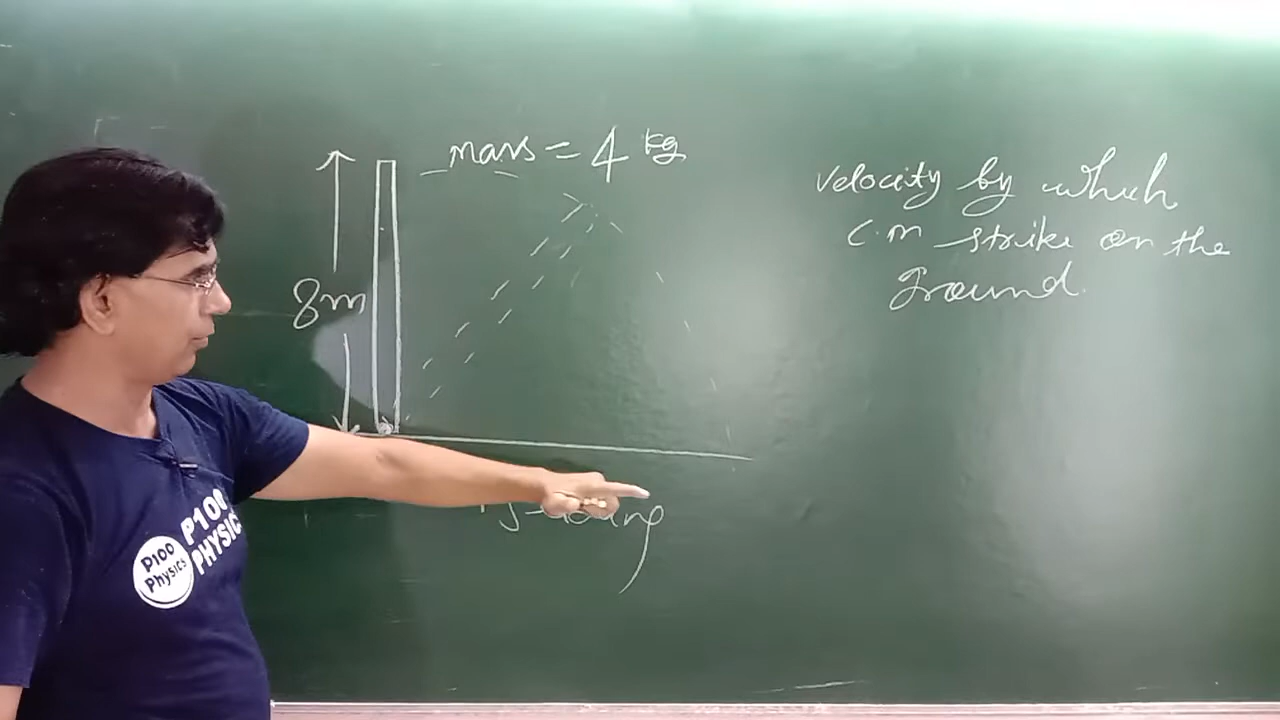 mass = 4 kg
8m
velocity by which
C.M strike on the
ground.
P100
PHYSICS
P100
Physics